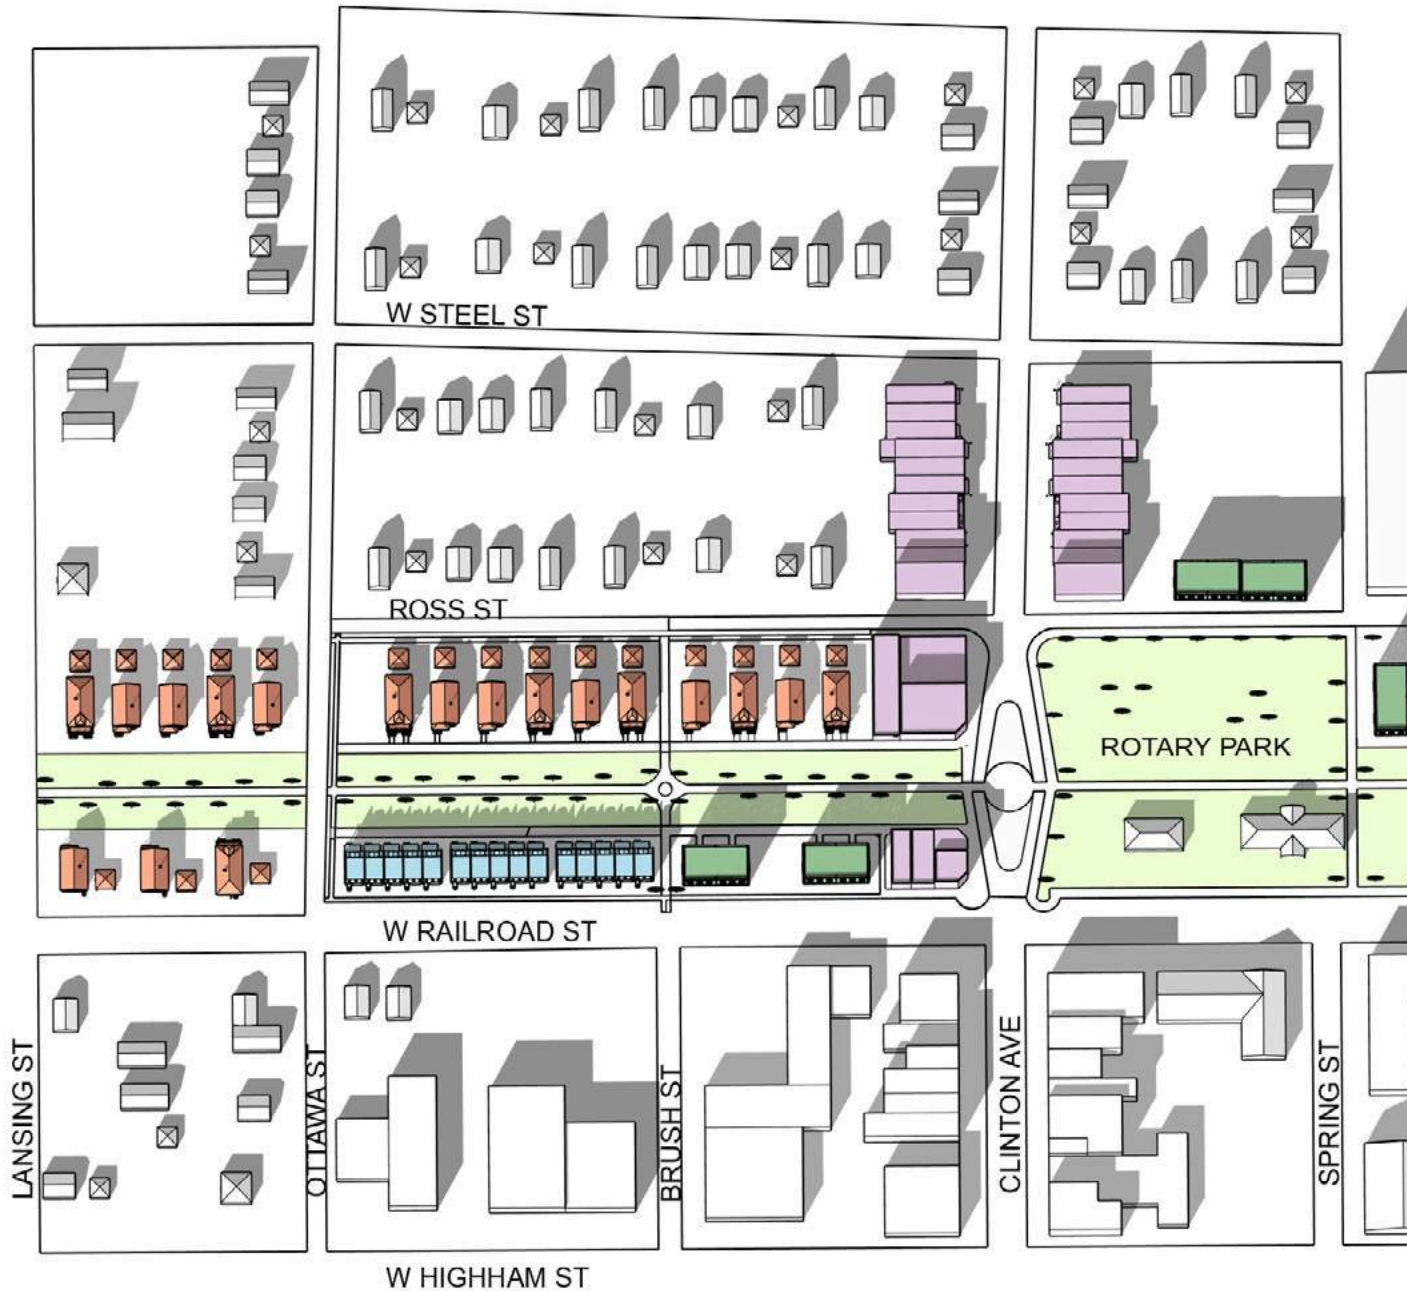 W STEEL ST
ROSS ST
ROTARY PARK
W RAILROAD ST
LANSING ST
OTTAWA ST
BRUSH ST
CLINTON AVE
SPRING ST
W HIGHHAM ST